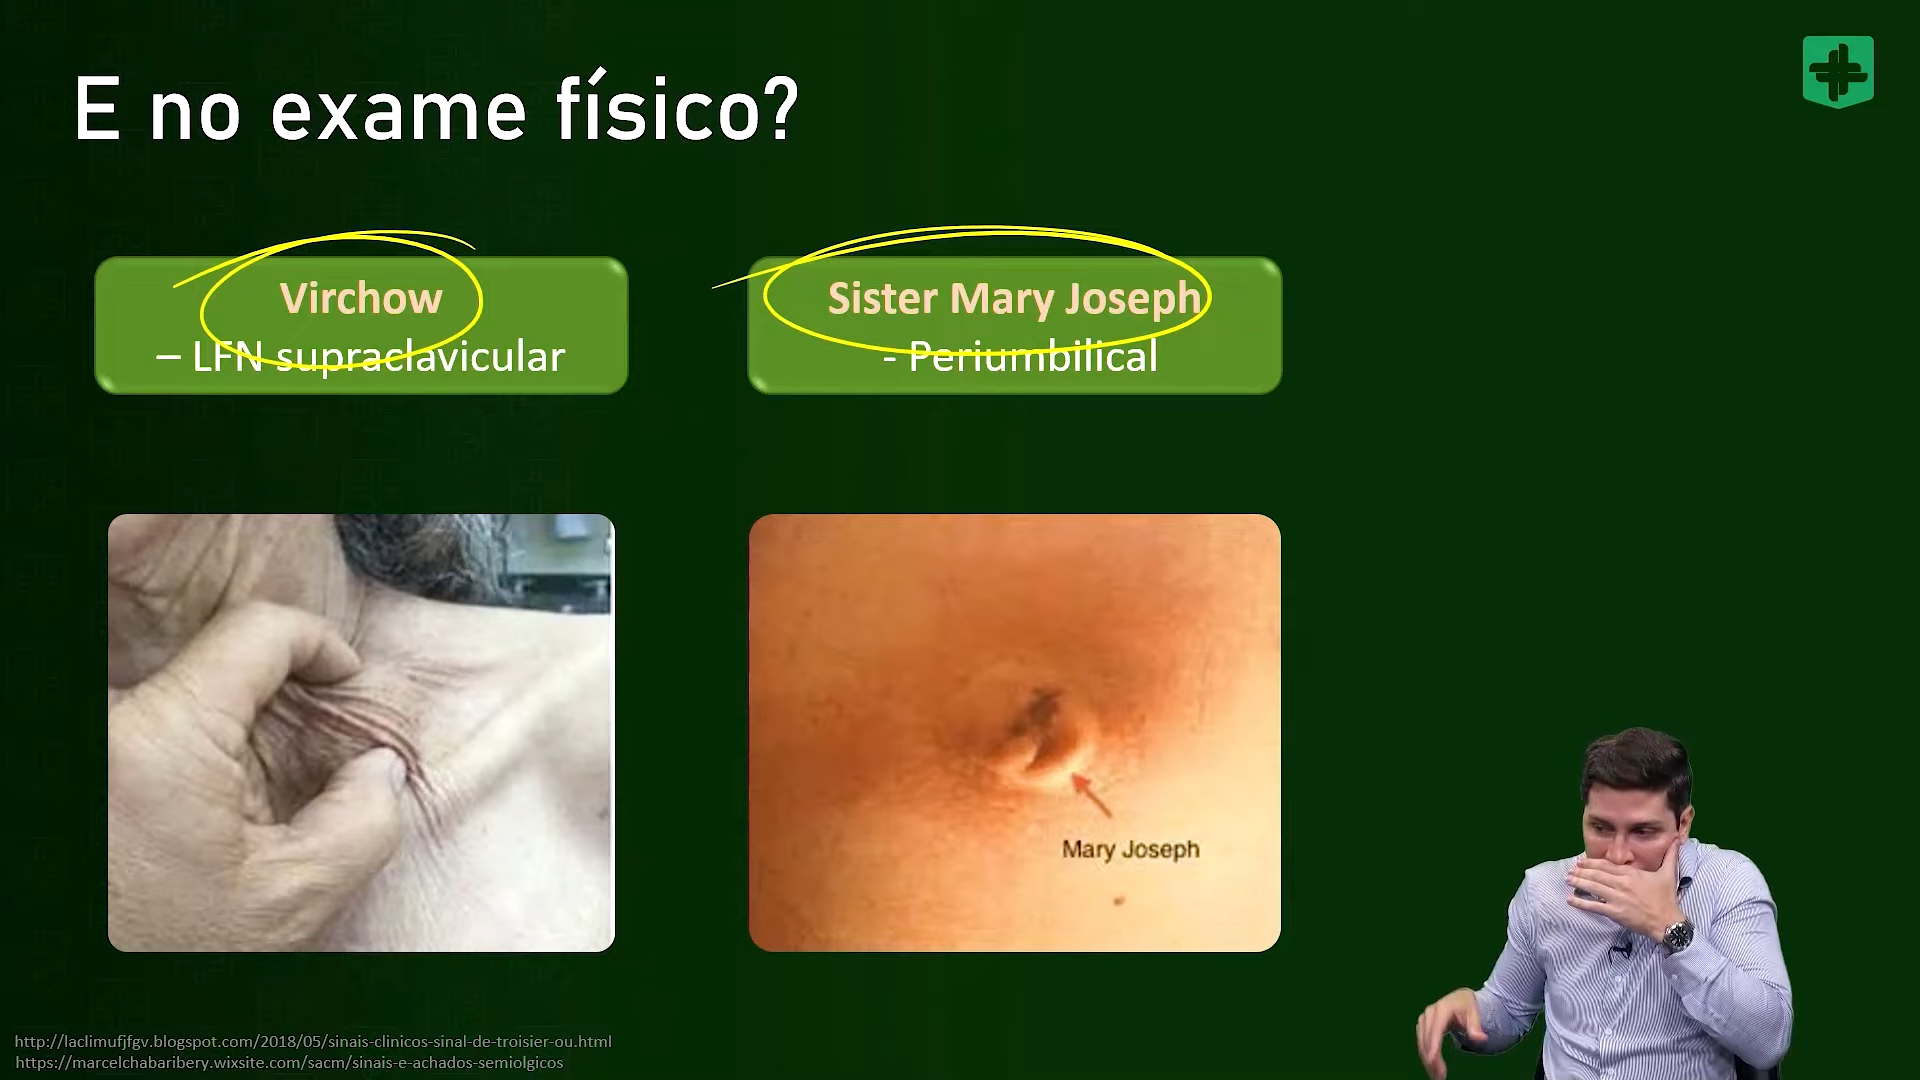 E no exame físico?
Virchow
– LFN supraclavicular
Sister Mary Joseph
- Periumbilical
Mary Joseph
http://laclimufjfgv.blogspot.com/2018/05/sinais-clinicos-sinal-de-troisier-ou.html
https://marcelchabaribery.wixsite.com/sacm/sinais-e-achados-semiolgicos